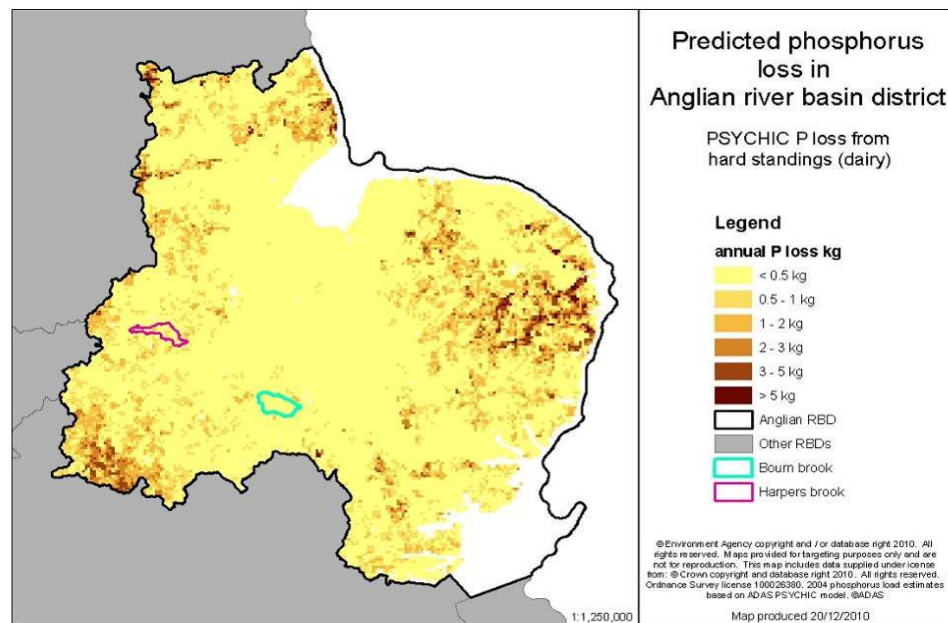 Predicted phosphorus
loss in
Anglian river basin district
PSYCHIC P loss from
hard standings (dairy)
Legend
annual P loss kg
< 0.5 kg
0.5 - 1 kg
1 - 2 kg
2 - 3 kg
3 - 5 kg
> 5 kg
Anglian RBD
Other RBDs
Bourn brook
Harpers brook
©Environment Agency copyright and / or database right 2010. All
rights reserved. Maps provided for targeting purposes only and are
not for reproduction. This map includes data supplied under icense
from: © Crown copyright and database right 2010. All rights reserved.
Ordnance Survey license 100026380. 2004 phosphorus load estimates
based on ADAS PSYCHIC model. ©ADAS
Map produced 20/12/2010
1:1,250,000